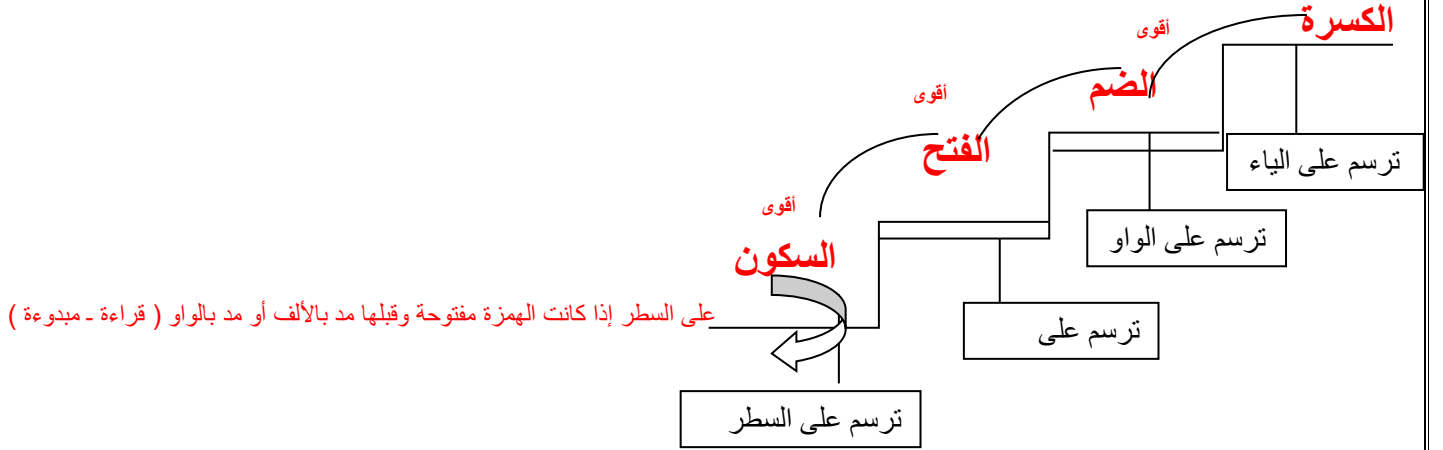 الكسرة
أقوى
الضم
أقوى
الفتح
أقوى
السكون
ترسم على الياء
ترسم على الواو
ترسم على
ترسم على السطر
على السطر إذا كانت الهمزة مفتوحة وقبلها مد بالألف أو مد بالواو ( قراءة ـ مبدوءة )